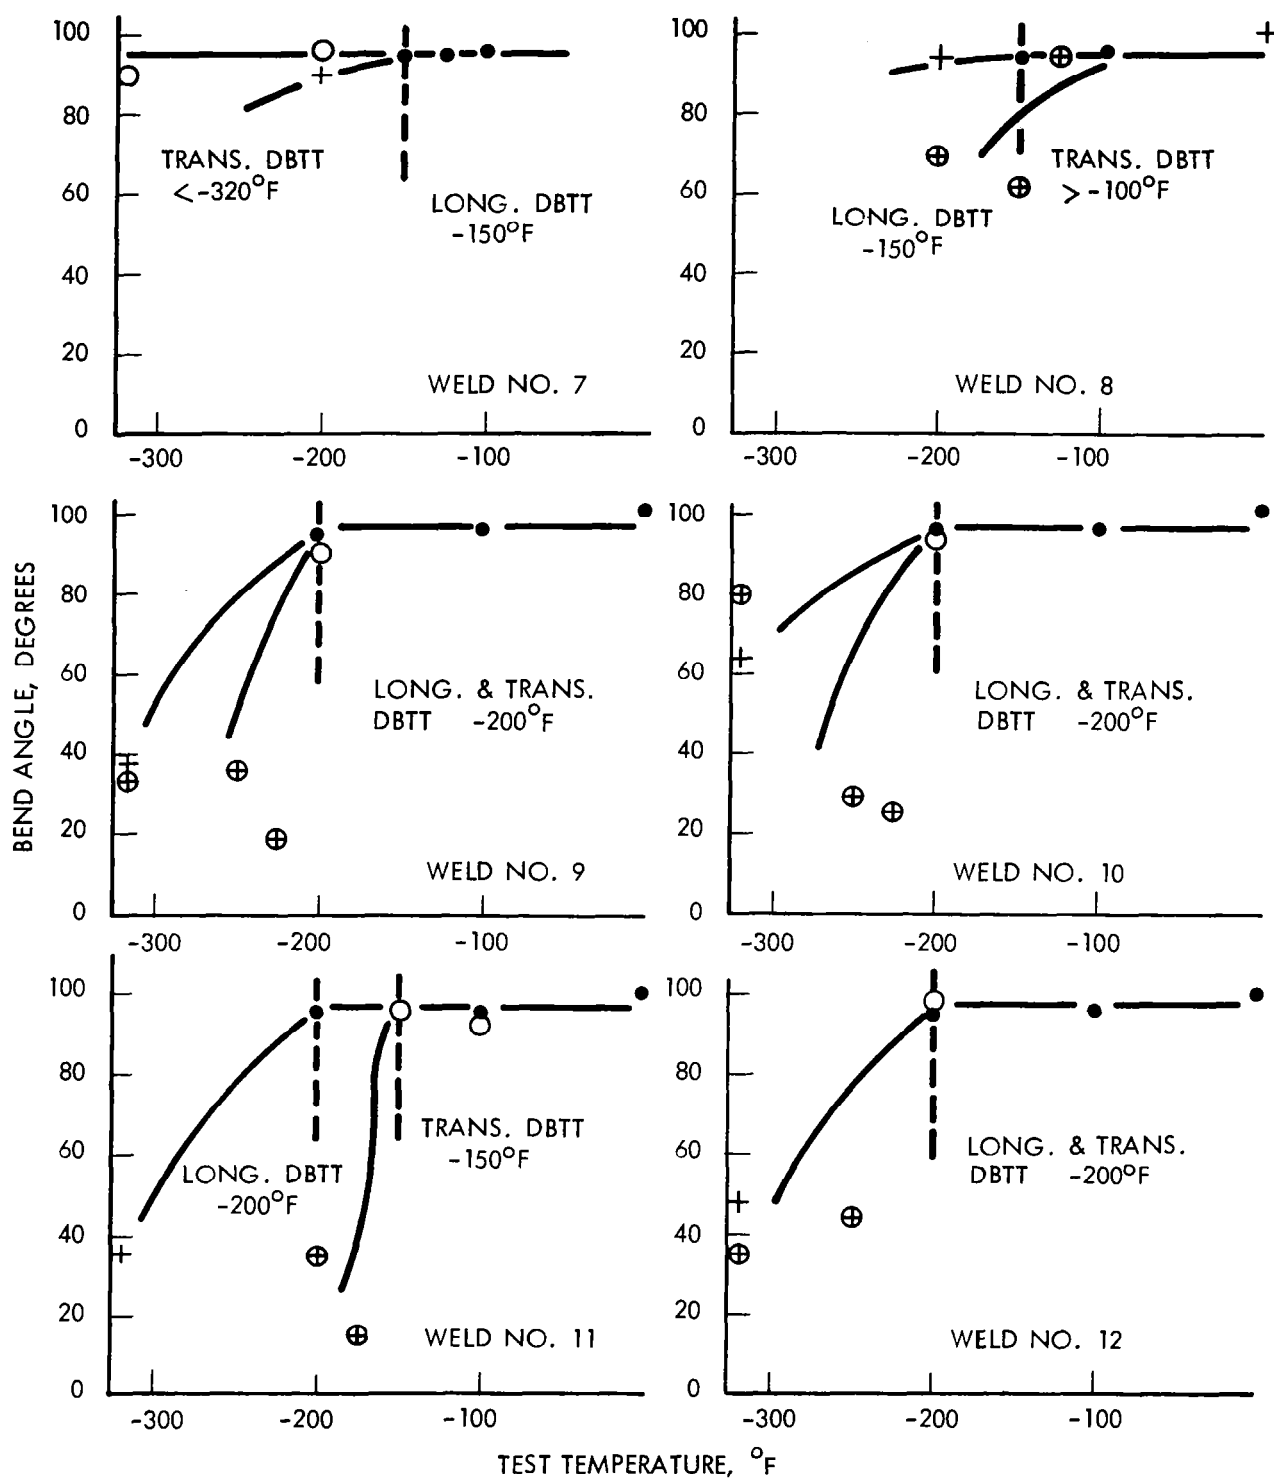 100
80
60
40
20
0
TRANS. DBTT
<-320°F
LONG. DBTT
-150°F
WELD NO. 7
-300 -200 -100
100
80
60
40
20
0
LONG. DBTT
-150°F
TRANS. DBTT
>-100°F
WELD NO. 8
-300 -200 -100
BEND ANGLE, DEGREES
100
80
60
40
20
0
LONG. & TRANS.
DBTT -200°F
WELD NO. 9
-300 -200 -100
100
80
60
40
20
0
LONG. & TRANS.
DBTT -200°F
WELD NO. 10
-300 -200 -100
100
80
60
40
20
0
TRANS. DBTT
-150°F
LONG. DBTT
-200°F
WELD NO. 11
-300 -200 -100
100
80
60
40
20
0
LONG. & TRANS.
DBTT -200°F
WELD NO. 12
-300 -200 -100
TEST TEMPERATURE, °F